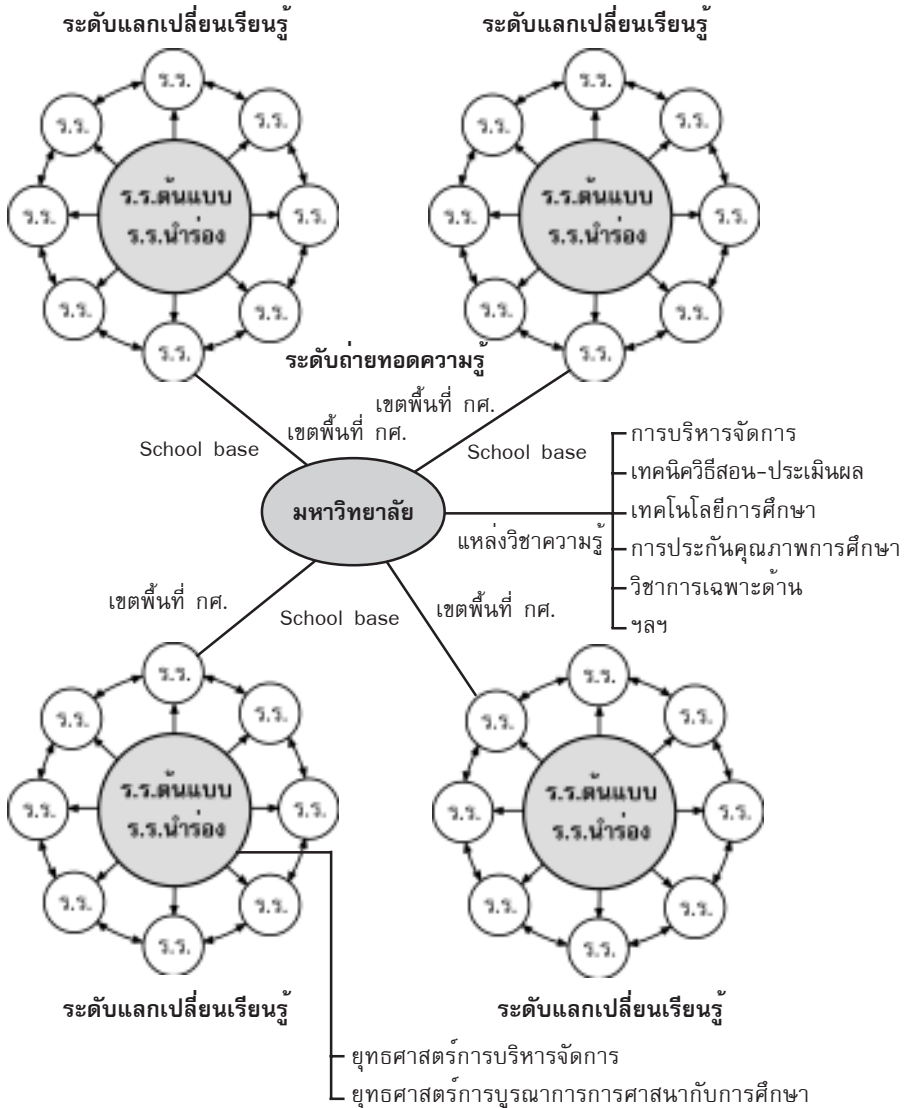 ระดับแลกเปลี่ยนเรียนรู้
ระดับแลกเปลี่ยนเรียนรู้
ร.ร.
ร.ร.
ร.ร.
ร.ร.
ร.ร.
ร.ร.
ร.ร.
ร.ร.
ร.ร.ต้นแบบ
ร.ร.นำร่อง
ร.ร.
ร.ร.
ร.ร.
ร.ร.
ร.ร.
ร.ร.
ร.ร.
ร.ร.
ร.ร.ต้นแบบ
ร.ร.นำร่อง
ระดับถ่ายทอดความรู้
เขตพื้นที่ กศ.
เขตพื้นที่ กศ.
School base
School base
มหาวิทยาลัย
แหล่งวิชาความรู้
การบริหารจัดการ
เทคนิควิธีสอน-ประเมินผล
เทคโนโลยีการศึกษา
การประกันคุณภาพการศึกษา
วิชาการเฉพาะด้าน
ฯลฯ
เขตพื้นที่ กศ.
School base
เขตพื้นที่ กศ.
ร.ร.
ร.ร.
ร.ร.
ร.ร.
ร.ร.
ร.ร.
ร.ร.
ร.ร.
ร.ร.ต้นแบบ
ร.ร.นำร่อง
ร.ร.
ร.ร.
ร.ร.
ร.ร.
ร.ร.
ร.ร.
ร.ร.
ร.ร.
ร.ร.ต้นแบบ
ร.ร.นำร่อง
ระดับแลกเปลี่ยนเรียนรู้
ระดับแลกเปลี่ยนเรียนรู้
ยุทธศาสตร์การบริหารจัดการ
ยุทธศาสตร์การบูรณาการการศาสนากับการศึกษา